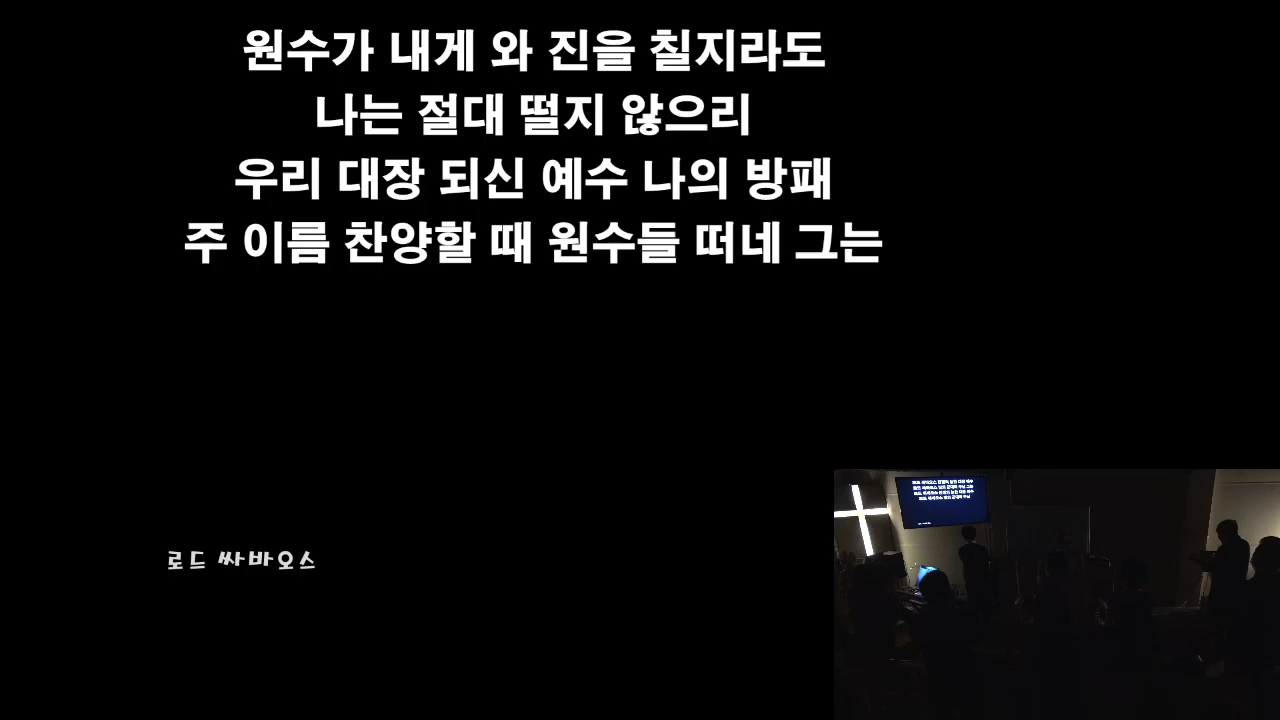 원수가 내게 와 진을 칠지라도
나는 절대 떨지 않으리
우리 대장 되신 예수 나의 방패
주 이름 찬양할 때 원수들 떠네 그는
로드 싸바오스